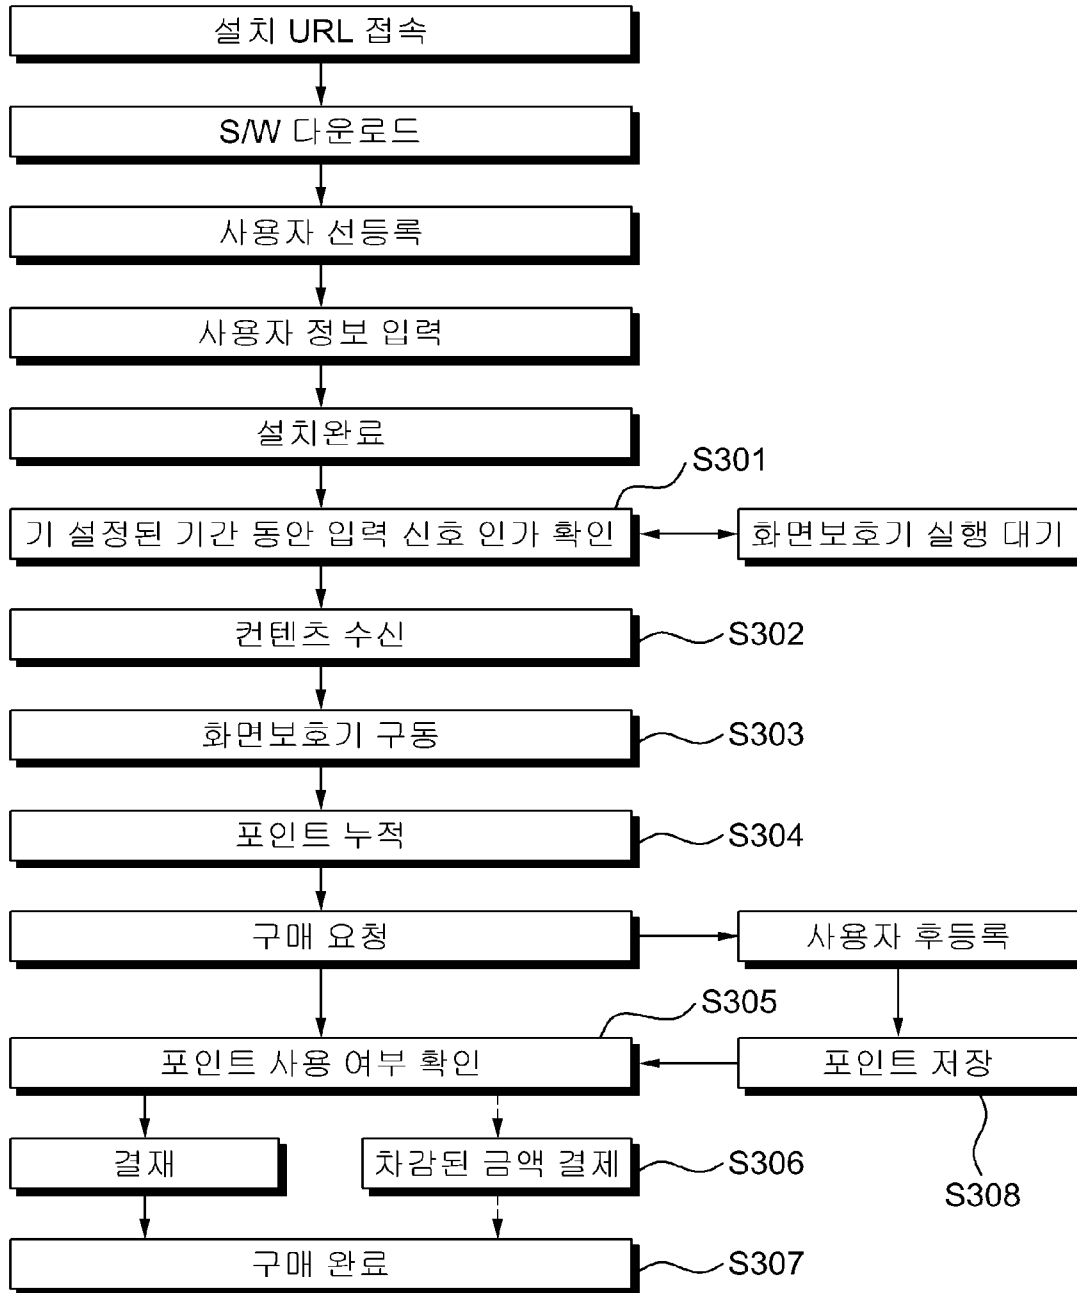 설치 URL 접속
S/W 다운로드
사용자 선등록
사용자 정보 입력
설치완료
S301
기 설정된 기간 동안 입력 신호 인가 확인
화면보호기 실행 대기
컨텐츠 수신
S302
화면보호기 구동
S303
포인트 누적
S304
구매 요청
사용자 후등록
S305
포인트 사용 여부 확인
포인트 저장
결재
차감된 금액 결제
S306
S308
구매 완료
S307